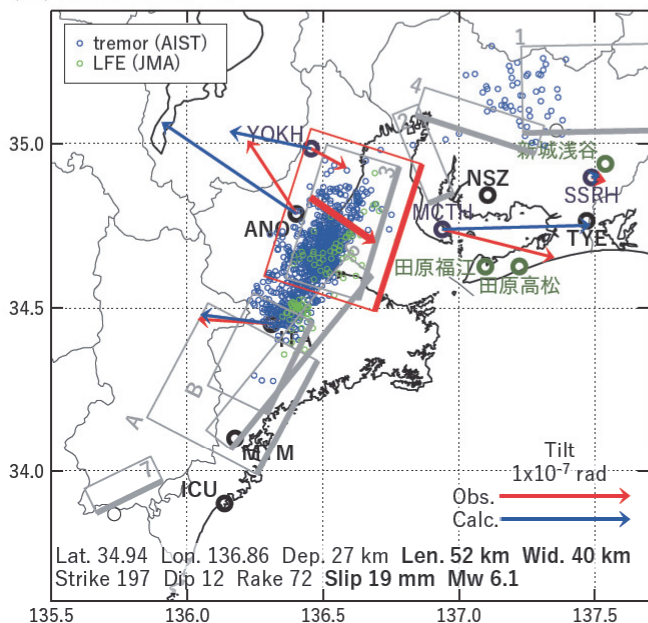 tremor (AIST)
LFE (JMA)
1
4
2
YOKH
35.0
新城浅谷
3
NSZ
SSRH
ANO
MCTH
TYE
田原福江
田原高松
34.5
B
A
7
34.0
ICU
Tilt
1x10⁻⁷ rad
Obs.
Calc.
Lat. 34.94 Lon. 136.86 Dep. 27 km Len. 52 km Wid. 40 km
Strike 197 Dip 12 Rake 72 Slip 19 mm Mw 6.1
135.5 136.0 136.5 137.0 137.5